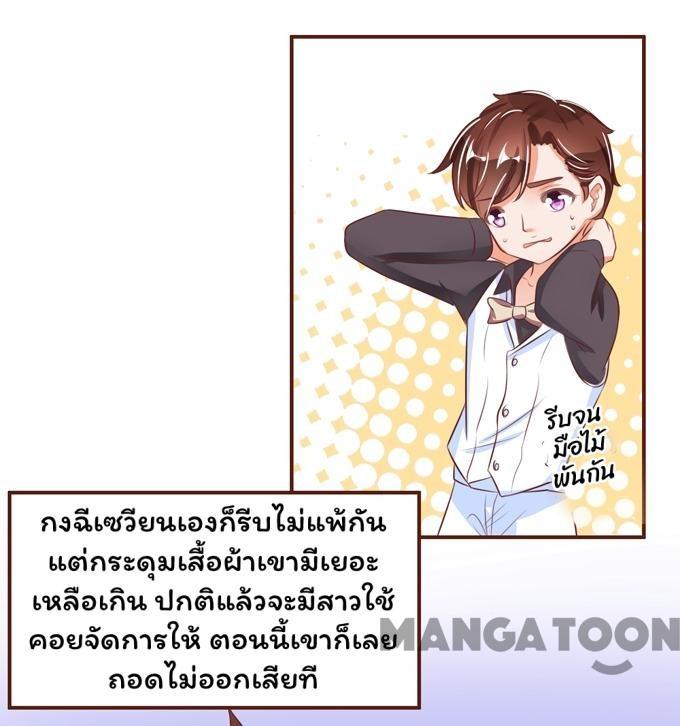 รีบจน
มือไม้
พันกัน
กงฉีเซวียนเองก็รีบไม่แพ้กัน
แต่กระดุมเสื้อผ้าเขามีเยอะ
เหลือเกิน ปกติแล้วจะมีสาวใช้
คอยจัดการให้ ตอนนี้เขาก็เลย
ถอดไม่ออกเสียที
MANGATOON